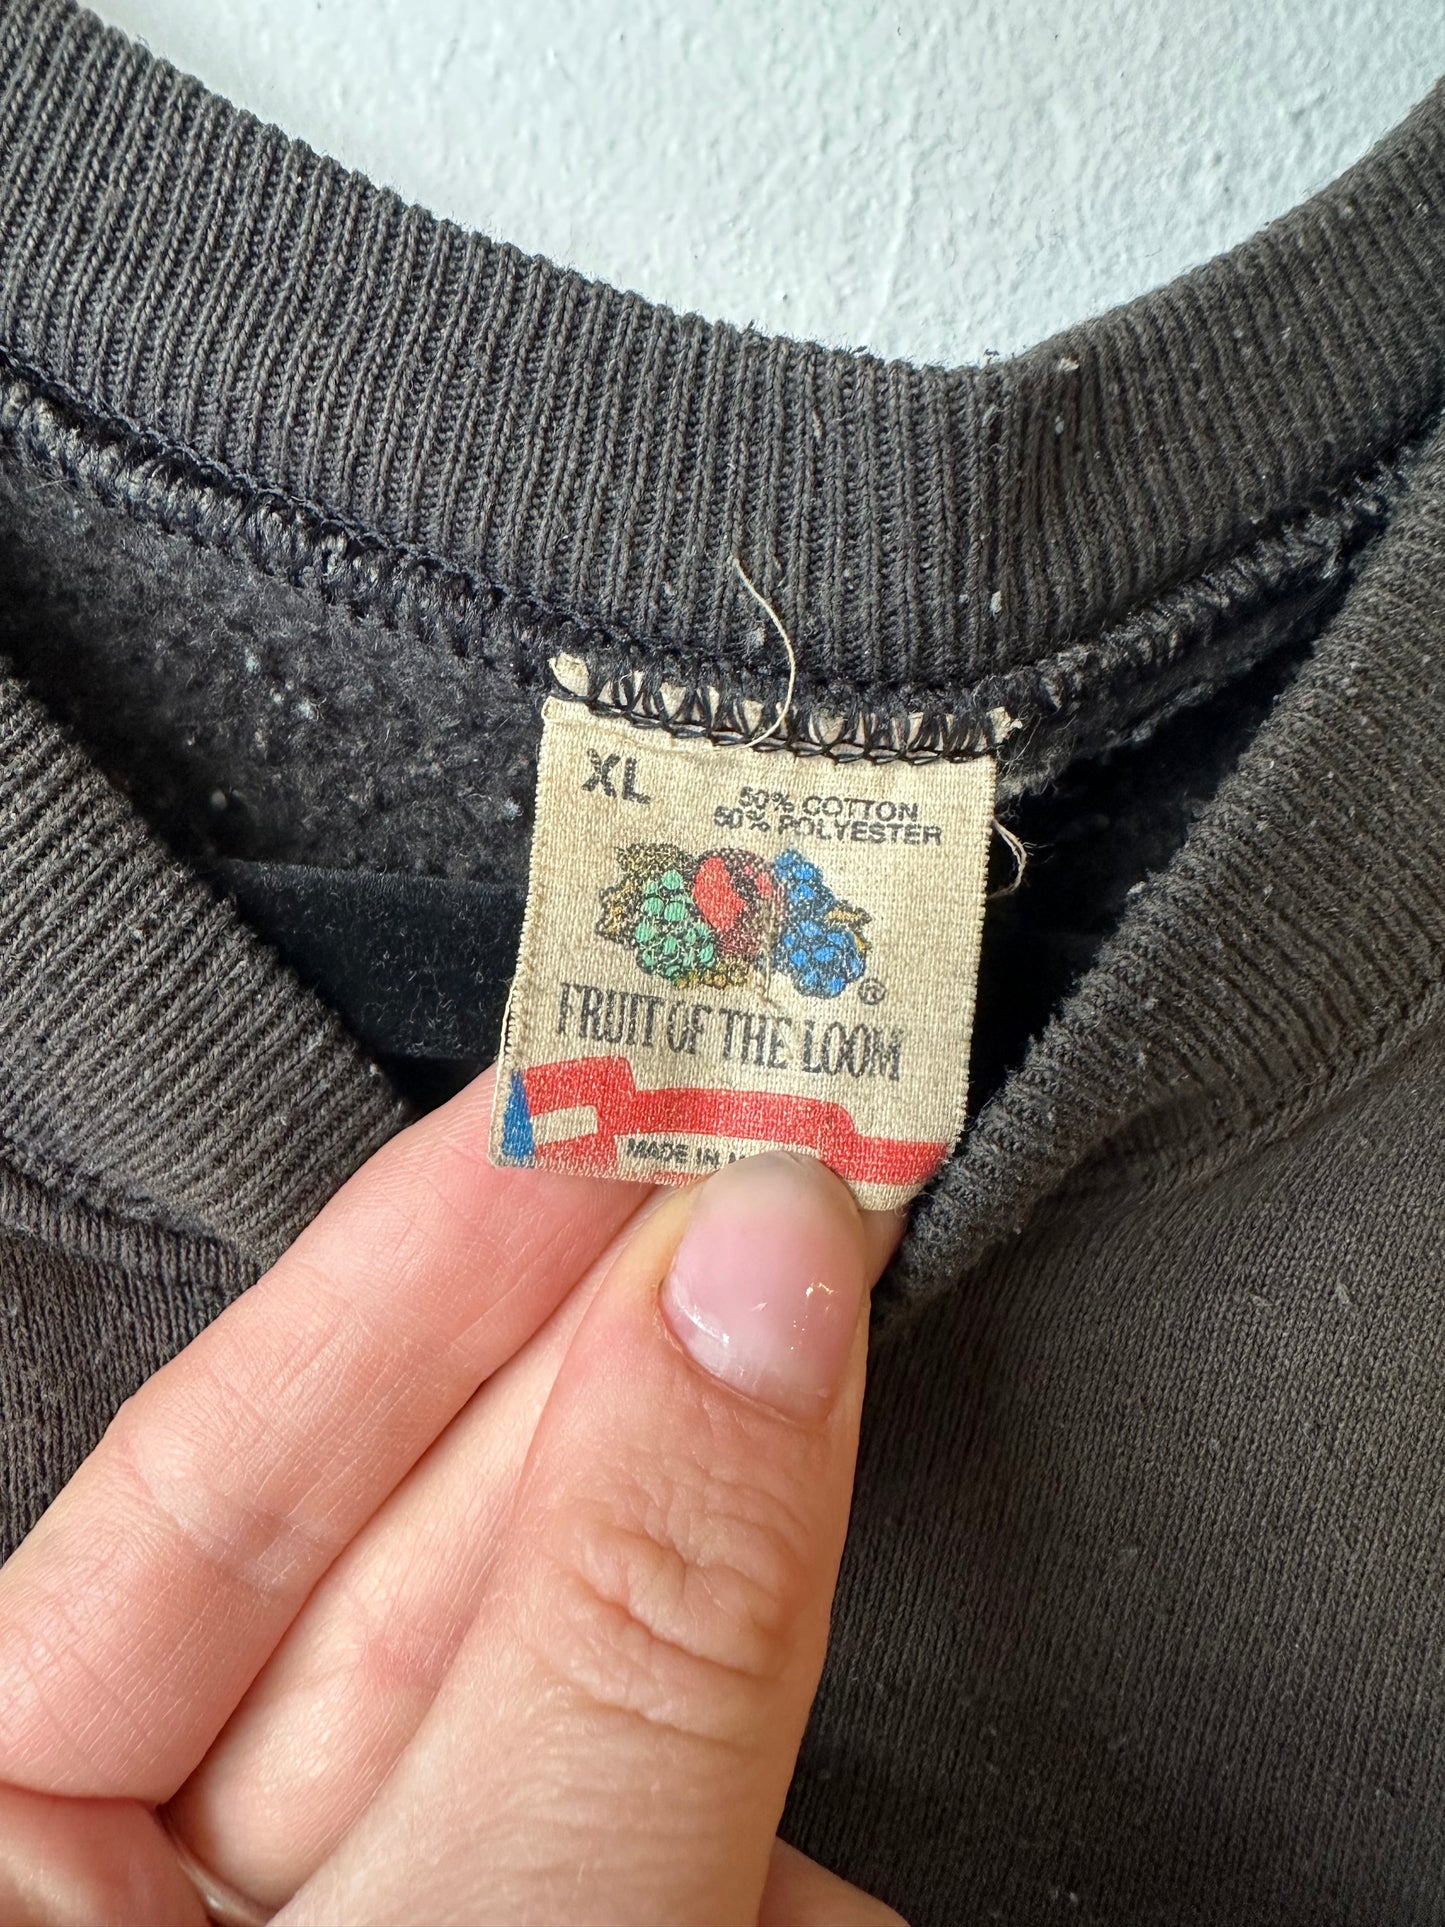 XL
50% COTTON
50% POLYESTER
®
FRUIT OF THE LOOM
MADE IN